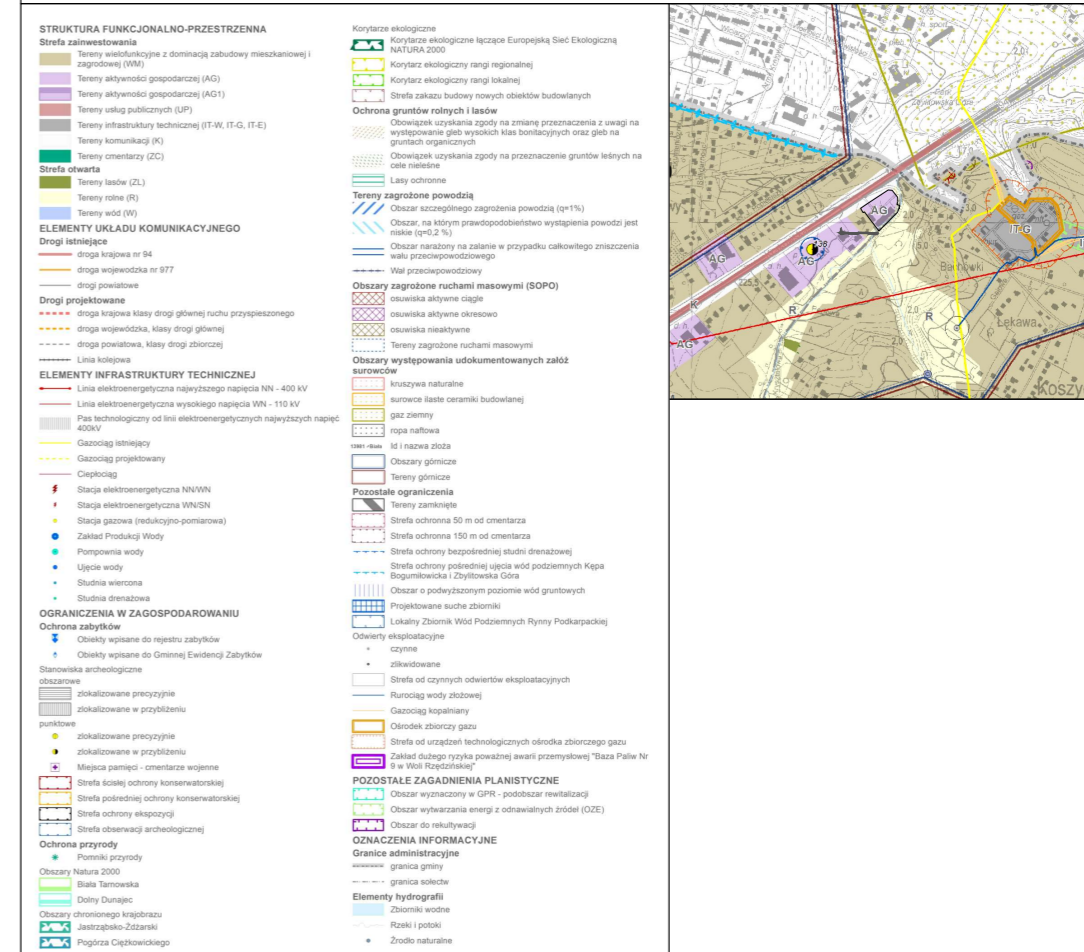 STRUKTURA FUNKCJONALNO-PRZESTRZENNA
Strefa zainwestowania
Tereny wielofunkcyjne z dominacją zabudowy mieszkaniowej i
zagrodowej (WM)
Tereny aktywności gospodarczej (AG)
Tereny aktywności gospodarczej (AG1)
Tereny usług publicznych (UP)
Tereny infrastruktury technicznej (IT-W, IT-G, IT-E)
Tereny komunikacji (K)
Tereny cmentarzy (ZC)
Strefa otwarta
Tereny lasów (ZL)
Tereny rolne (R)
Tereny wód (W)
ELEMENTY UKŁADU KOMUNIKACYJNEGO
Drogi istniejące
droga krajowa nr 94
droga wojewodzka nr 977
drogi powiatowe
Drogi projektowane
droga krajowa klasy drogi głównej ruchu przyspieszonego
droga wojewódzka, klasy drogi głównej
droga powiatowa, klasy drogi zbiorczej
Linia kolejowa
ELEMENTY INFRASTRUKTURY TECHNICZNEJ
Linia elektroenergetyczna najwyższego napięcia NN - 400 kV
Linia elektroenergetyczna wysokiego napięcia WN - 110 kV
Pas technologiczny od linii elektroenergetycznych najwyższych napięć
400kV
Gazociąg istniejący
Gazociąg projektowany
Ciepłociąg
Stacja elektroenergetyczna NN/WN
Stacja elektroenergetyczna WN/SN
Stacja gazowa (redukcyjno-pomiarowa)
Zakład Produkcji Wody
Pompownia wody
Ujęcie wody
Studnia wiercona
Studnia drenażowa
OGRANICZENIA W ZAGOSPODAROWANIU
Ochrona zabytków
Obiekty wpisane do rejestru zabytków
Obiekty wpisane do Gminnej Ewidencji Zabytków
Stanowiska archeologiczne
obszarowe
zlokalizowane precyzyjnie
zlokalizowane w przybliżeniu
punktowe
zlokalizowane precyzyjnie
zlokalizowane w przybliżeniu
Miejsca pamięci - cmentarze wojenne
Strefa ścisłej ochrony konserwatorskiej
Strefa pośredniej ochrony konserwatorskiej
Strefa ochrony ekspozycji
Strefa obserwacji archeologicznej
Ochrona przyrody
Pomniki przyrody
Obszary Natura 2000
Biała Tarnowska
Dolny Dunajec
Obszary chronionego krajobrazu
Jastrząbsko-Żdżarski
Pogórza Ciężkowickiego
Korytarze ekologiczne
Korytarze ekologiczne łączące Europejską Sieć Ekologiczną
NATURA 2000
Korytarz ekologiczny rangi regionalnej
Korytarz ekologiczny rangi lokalnej
Strefa zakazu budowy nowych obiektów budowlanych
Ochrona gruntów rolnych i lasów
Obowiązek uzyskania zgody na zmianę przeznaczenia z uwagi na
występowanie gleb wysokich klas bonitacyjnych oraz gleb na
gruntach organicznych
Obowiązek uzyskania zgody na przeznaczenie gruntów leśnych na
cele nieleśne
Lasy ochronne
Tereny zagrożone powodzią
Obszar szczególnego zagrożenia powodzią (q=1%)
Obszar, na którym prawdopodobieństwo wystąpienia powodzi jest
niskie (q=0,2 %)
Obszar narażony na zalanie w przypadku całkowitego zniszczenia
wału przeciwpowodziowego
Wał przeciwpowodziowy
Obszary zagrożone ruchami masowymi (SOPO)
osuwiska aktywne ciągle
osuwiska aktywne okresowo
osuwiska nieaktywne
Tereny zagrożone ruchami masowymi
Obszary występowania udokumentowanych załóż
surowców
kruszywa naturalne
surowce ilaste ceramiki budowlanej
gaz ziemny
ropa naftowa
Id i nazwa złoża
Obszary górnicze
Tereny górnicze
Pozostałe ograniczenia
Tereny zamknięte
Strefa ochronna 50 m od cmentarza
Strefa ochronna 150 m od cmentarza
Strefa ochrony bezpośredniej studni drenażowej
Strefa ochrony pośredniej ujęcia wód podziemnych Kępa
Bogumiłowicka i Zbylitowska Góra
Obszar o podwyższonym poziomie wód gruntowych
Projektowane suche zbiorniki
Lokalny Zbiornik Wód Podziemnych Rynny Podkarpackiej
Odwierty eksploatacyjne
czynne
zlikwidowane
Strefa od czynnych odwiertów eksploatacyjnych
Rurociąg wody złożowej
Gazociąg kopalniany
Ośrodek zbiorczy gazu
Strefa od urządzeń technologicznych ośrodka zbiorczego gazu
Zakład dużego ryzyka poważnej awarii przemysłowej "Baza Paliw Nr
9 w Woli Rzędzińskiej"
POZOSTAŁE ZAGADNIENIA PLANISTYCZNE
Obszar wyznaczony w GPR - podobszar rewitalizacji
Obszar wytwarzania energi z odnawialnych źródeł (OZE)
Obszar do rekultywacji
OZNACZENIA INFORMACYJNE
Granice administracyjne
granica gminy
granica sołectw
Elementy hydrografii
Zbiorniki wodne
Rzeki i potoki
Żrodło naturalne
AG
AG
138
AG
AG
IT-G
R
R
K
225,5
Łękawa
KOSZY